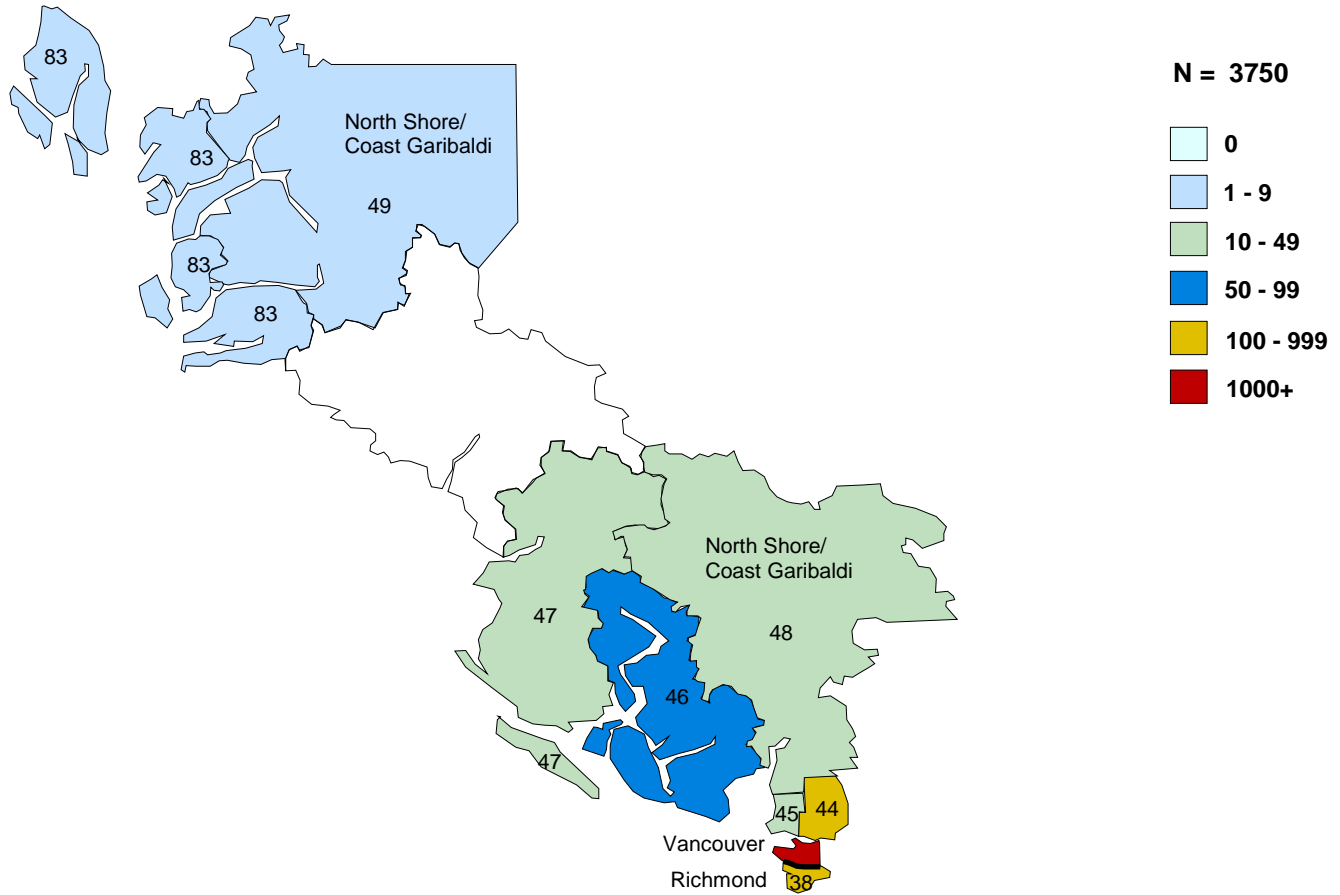 83
N = 3750
North Shore/
Coast Garibaldi
0
83
1 - 9
49
10 - 49
83
50 - 99
83
100 - 999
1000+
North Shore/
Coast Garibaldi
47
48
46
47
45
44
Vancouver
Richmond
38